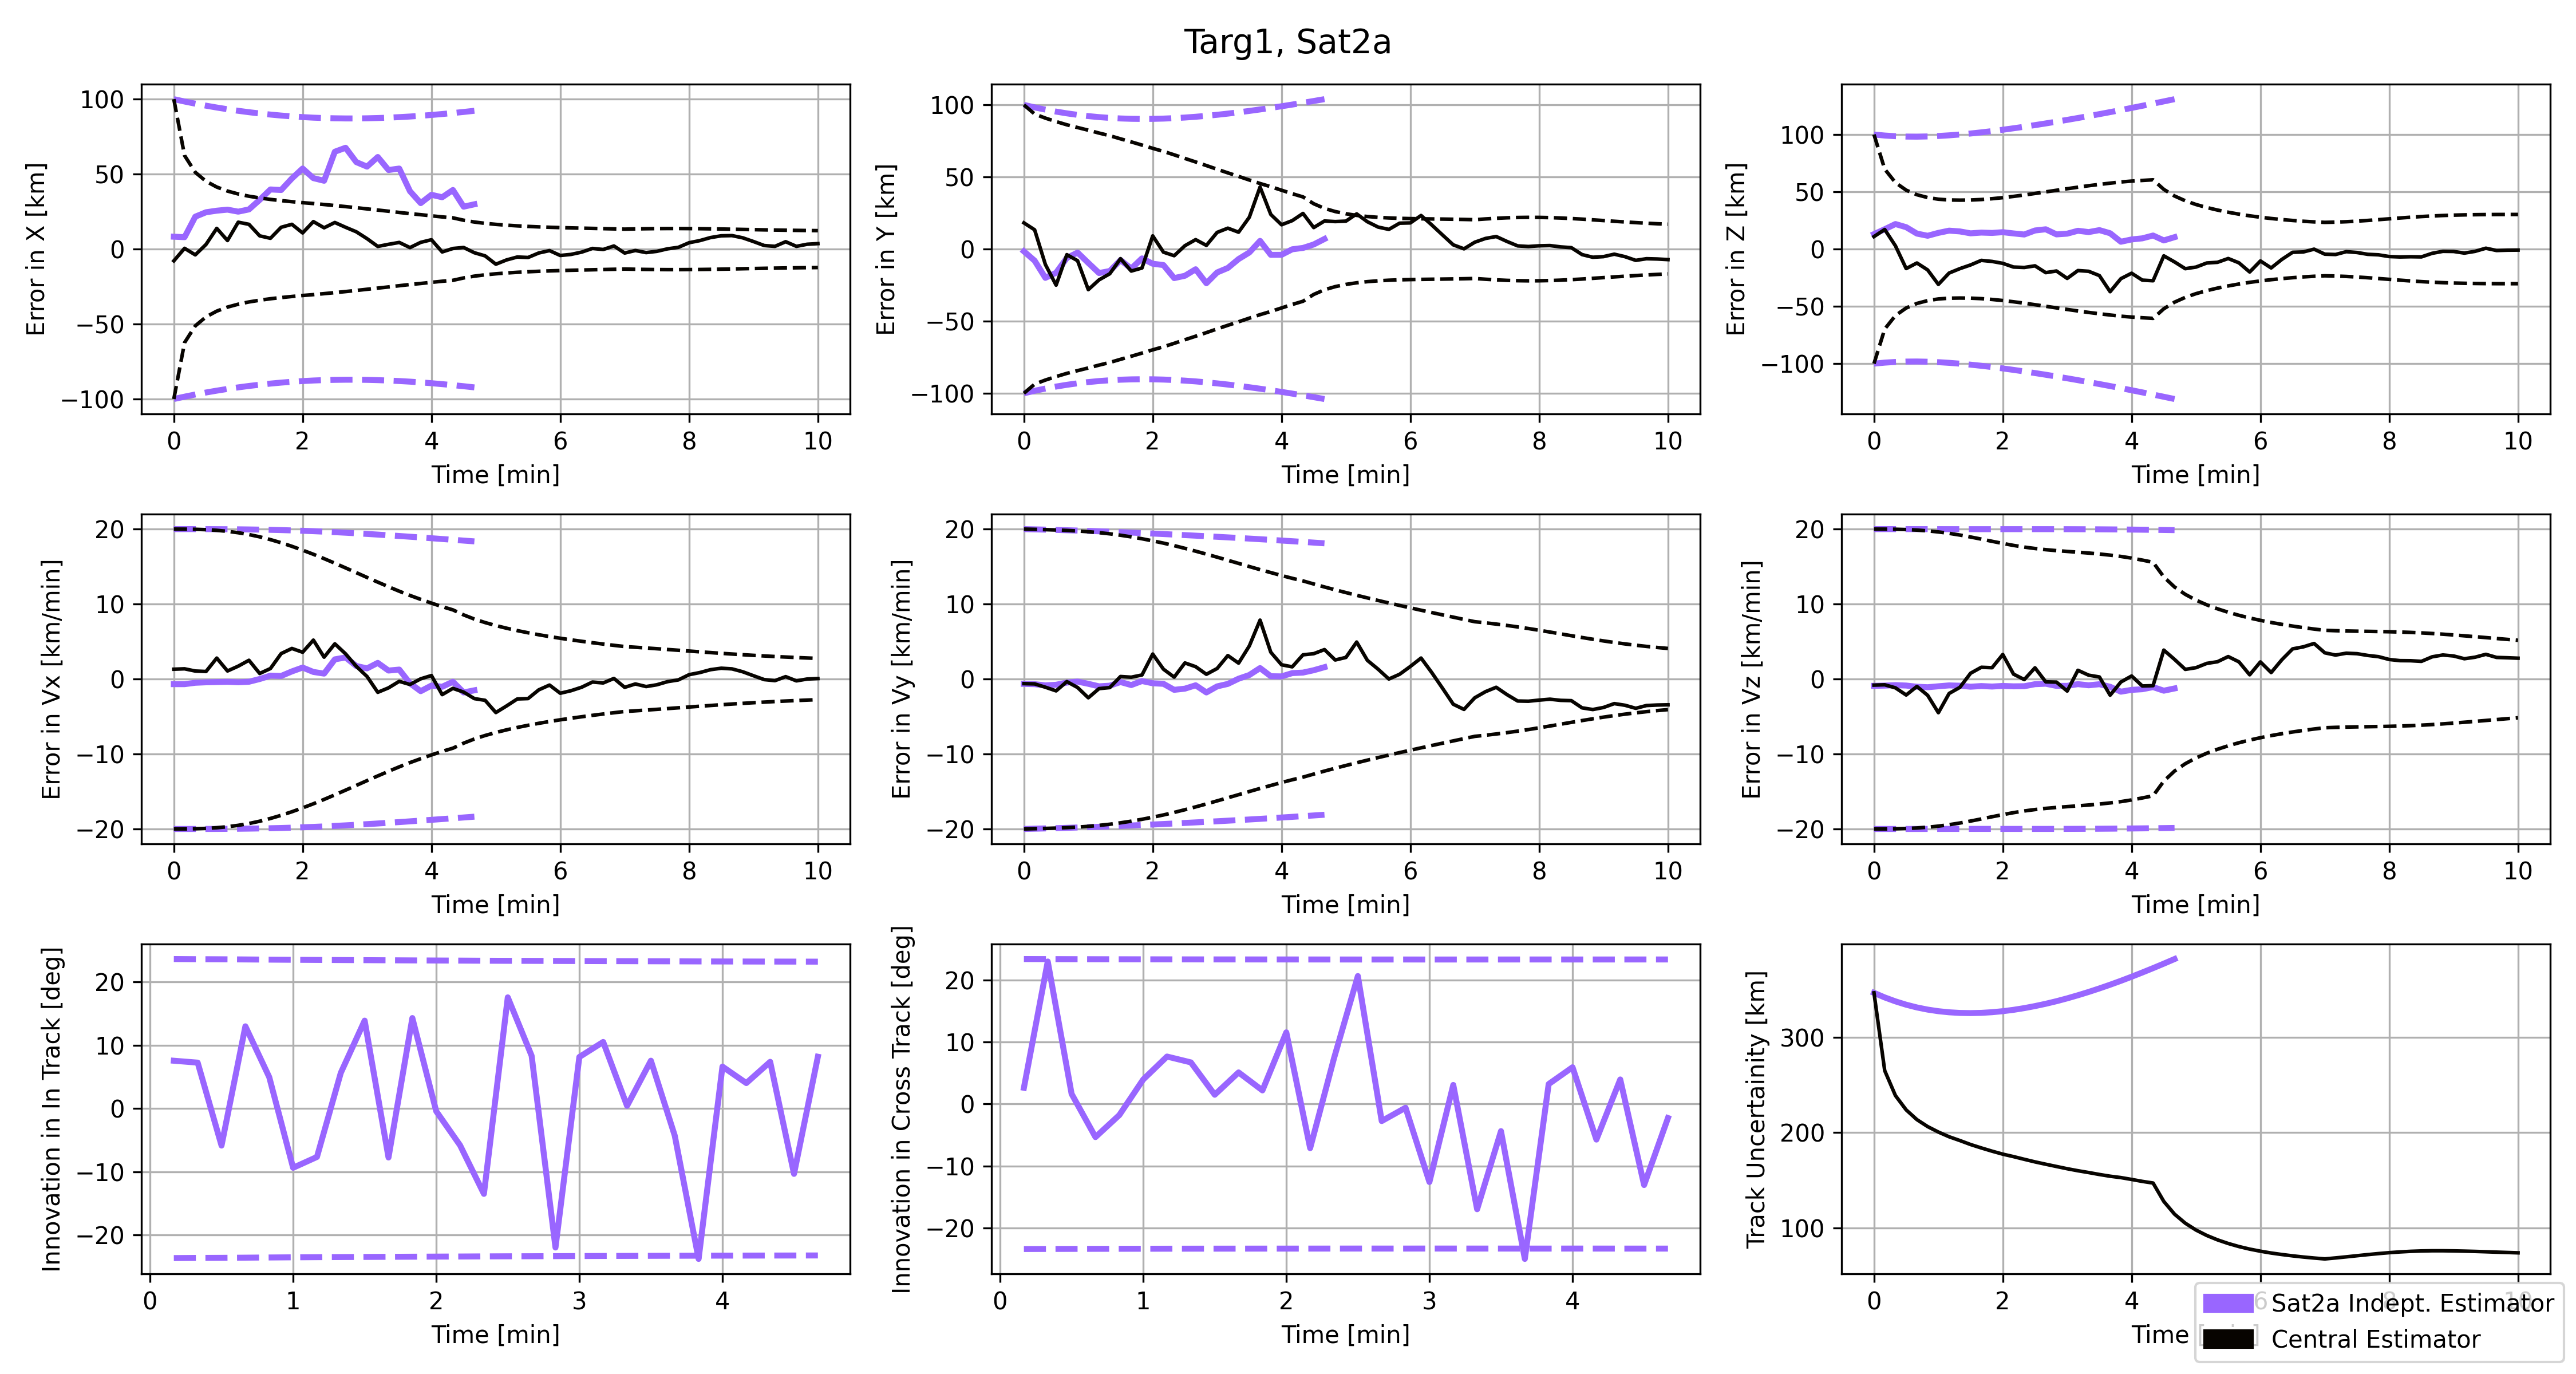 Targ1, Sat2a
Error in X [km]
100
50
0
−50
−100
0 2 4 6 8 10
Time [min]
Error in Y [km]
100
50
0
−50
−100
0 2 4 6 8 10
Time [min]
Error in Z [km]
100
50
0
−50
−100
0 2 4 6 8 10
Time [min]
Error in Vx [km/min]
20
10
0
−10
−20
0 2 4 6 8 10
Time [min]
Error in Vy [km/min]
20
10
0
−10
−20
0 2 4 6 8 10
Time [min]
Error in Vz [km/min]
20
10
0
−10
−20
0 2 4 6 8 10
Time [min]
Innovation in In Track [deg]
20
10
0
−10
−20
0 1 2 3 4
Time [min]
Innovation in Cross Track [deg]
20
10
0
−10
−20
0 1 2 3 4
Time [min]
Track Uncertainity [km]
300
200
100
0 2 4 6 8 10
Time [min]
Sat2a Indept. Estimator
Central Estimator